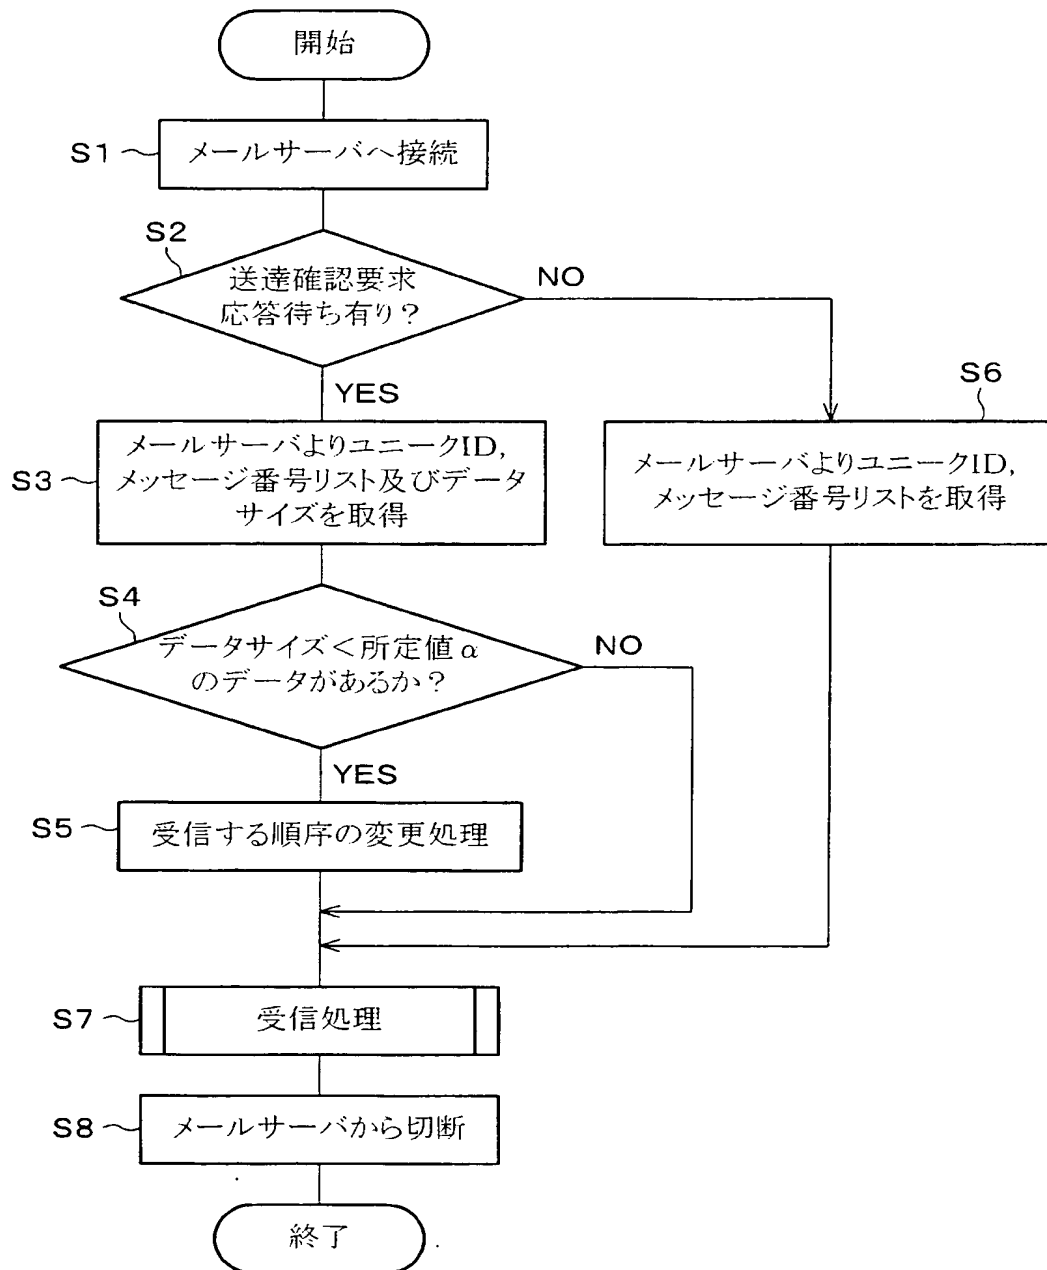 開始
S1
メールサーバへ接続
S2
送達確認要求
応答待ち有り?
NO
YES
S3
メールサーバよりユニークID,
メッセージ番号リスト及びデータ
サイズを取得
S6
メールサーバよりユニークID,
メッセージ番号リストを取得
S4
データサイズ<所定値α
のデータがあるか?
NO
YES
S5
受信する順序の変更処理
S7
受信処理
S8
メールサーバから切断
終了